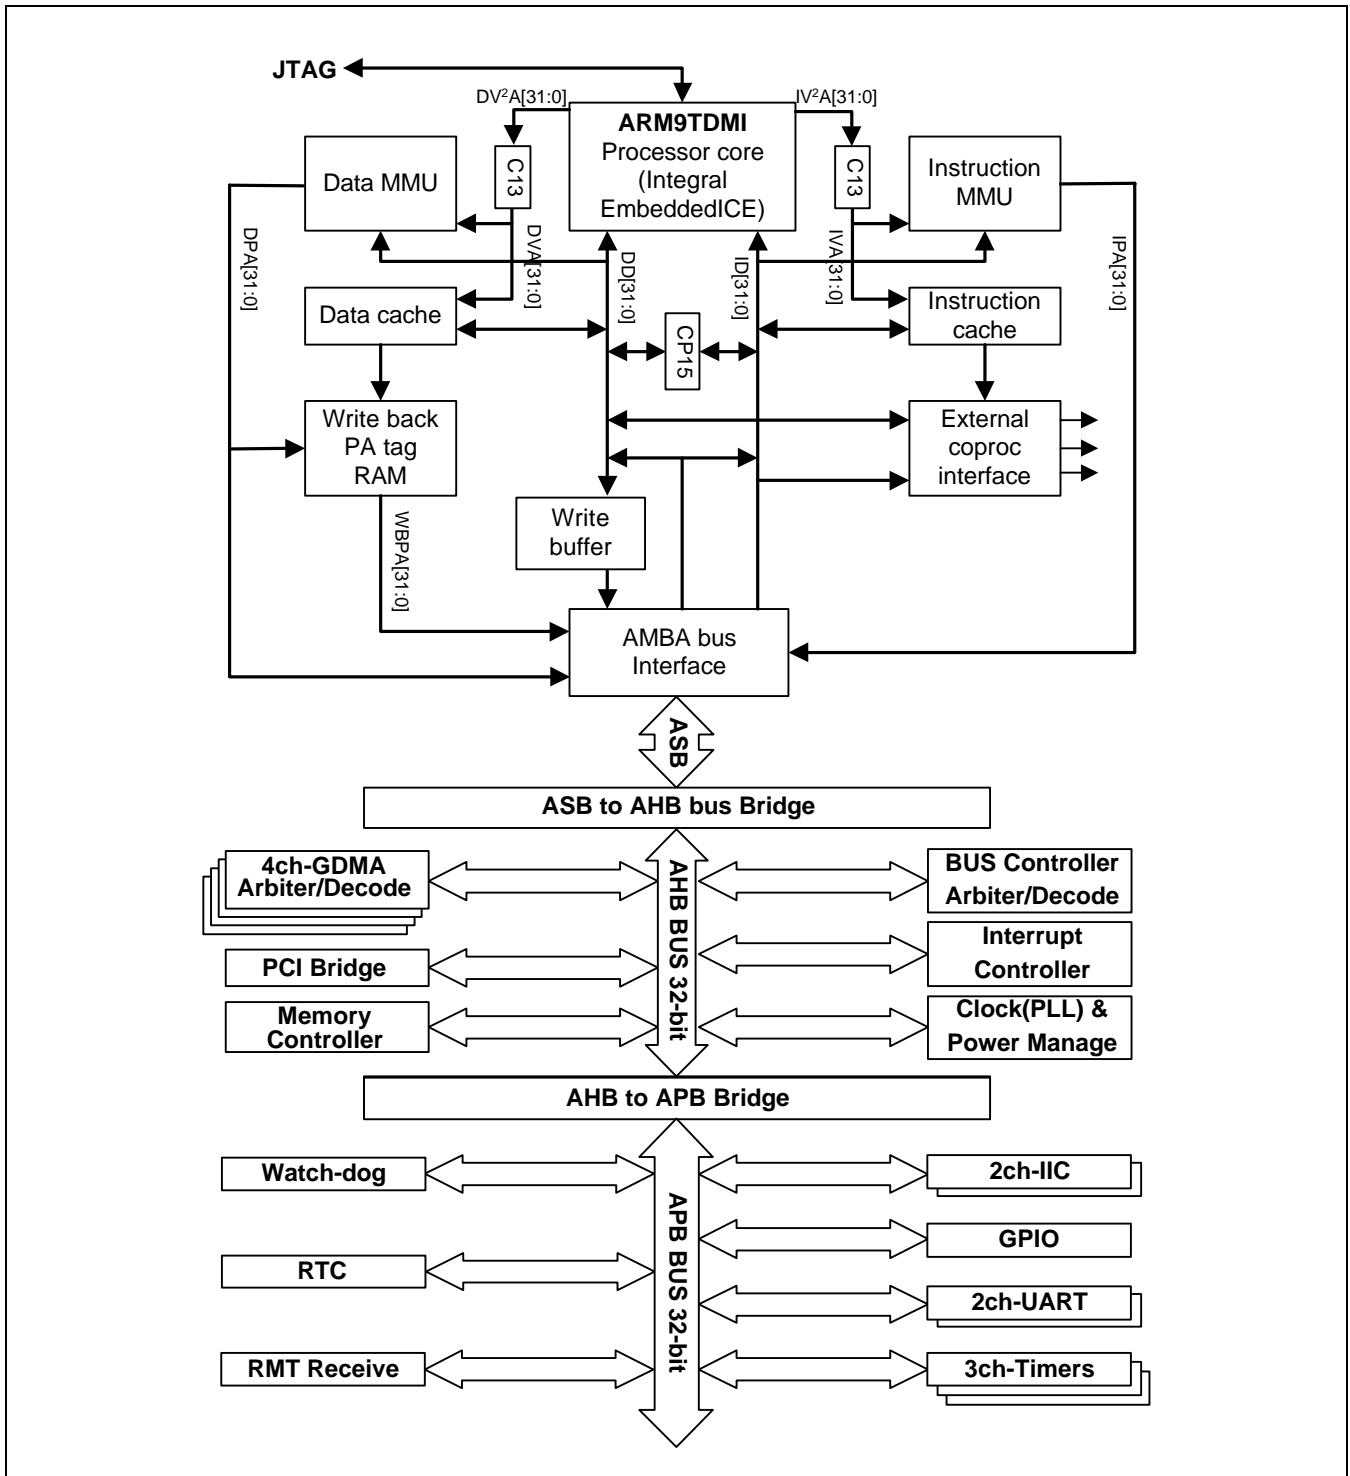 JTAG
DV²A[31:0]
IV²A[31:0]
ARM9TDMI
Processor core
(Integral
EmbeddedICE)
C13
C13
Data MMU
Instruction
MMU
DPA[31:0]
DVA[31:0]
DD[31:0]
ID[31:0]
IVA[31:0]
IPA[31:0]
Data cache
Instruction
cache
CP15
Write back
PA tag
RAM
External
coproc
interface
WBPA[31:0]
Write
buffer
AMBA bus
Interface
ASB
ASB to AHB bus Bridge
4ch-GDMA
Arbiter/Decode
AHB BUS 32-bit
BUS Controller
Arbiter/Decode
PCI Bridge
Interrupt
Controller
Memory
Controller
Clock(PLL) &
Power Manage
AHB to APB Bridge
Watch-dog
APB BUS 32-bit
2ch-IIC
GPIO
RTC
2ch-UART
RMT Receive
3ch-Timers